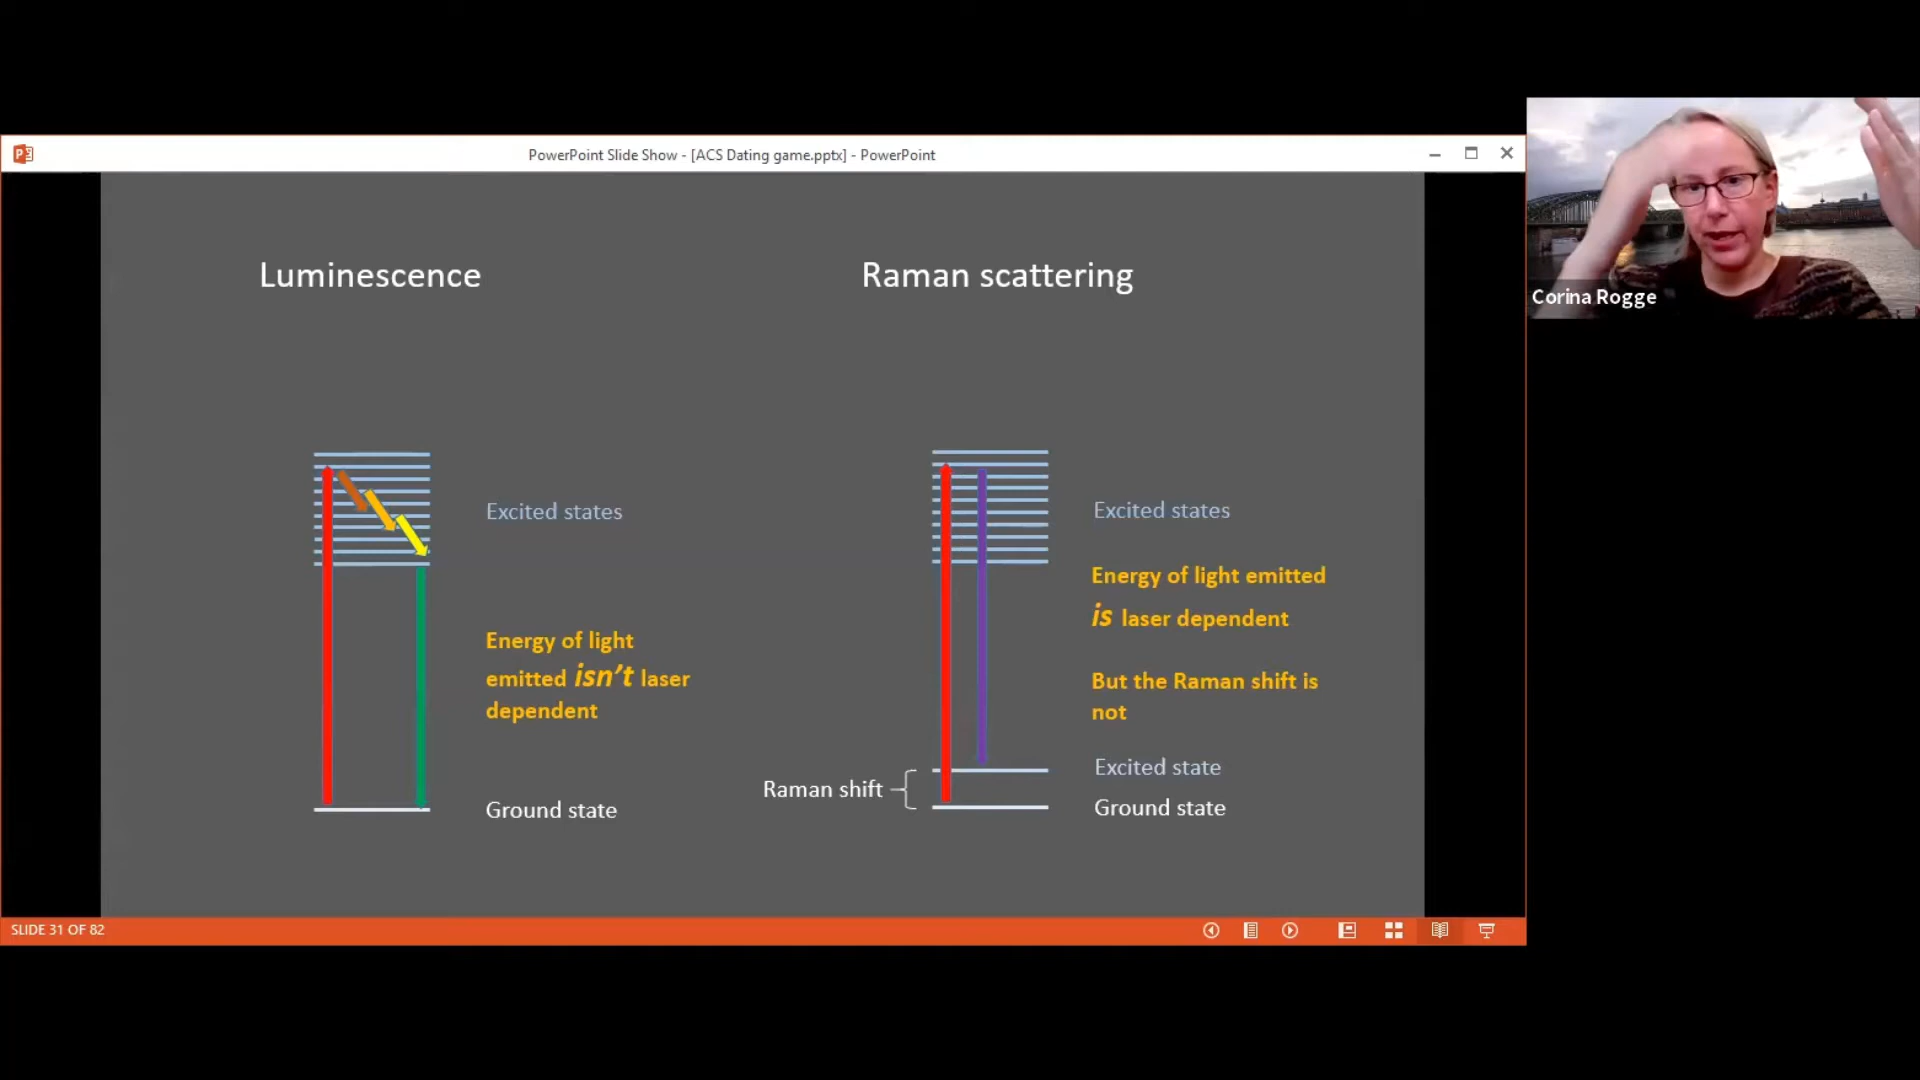 PowerPoint Slide Show - [ACS Dating game.pptx] - PowerPoint
Luminescence
Excited states
Energy of light
emitted isn't laser
dependent
Ground state
Raman scattering
Excited states
Energy of light emitted
is laser dependent
But the Raman shift is
not
Raman shift
Excited state
Ground state
Corina Rogge
SLIDE 31 OF 82